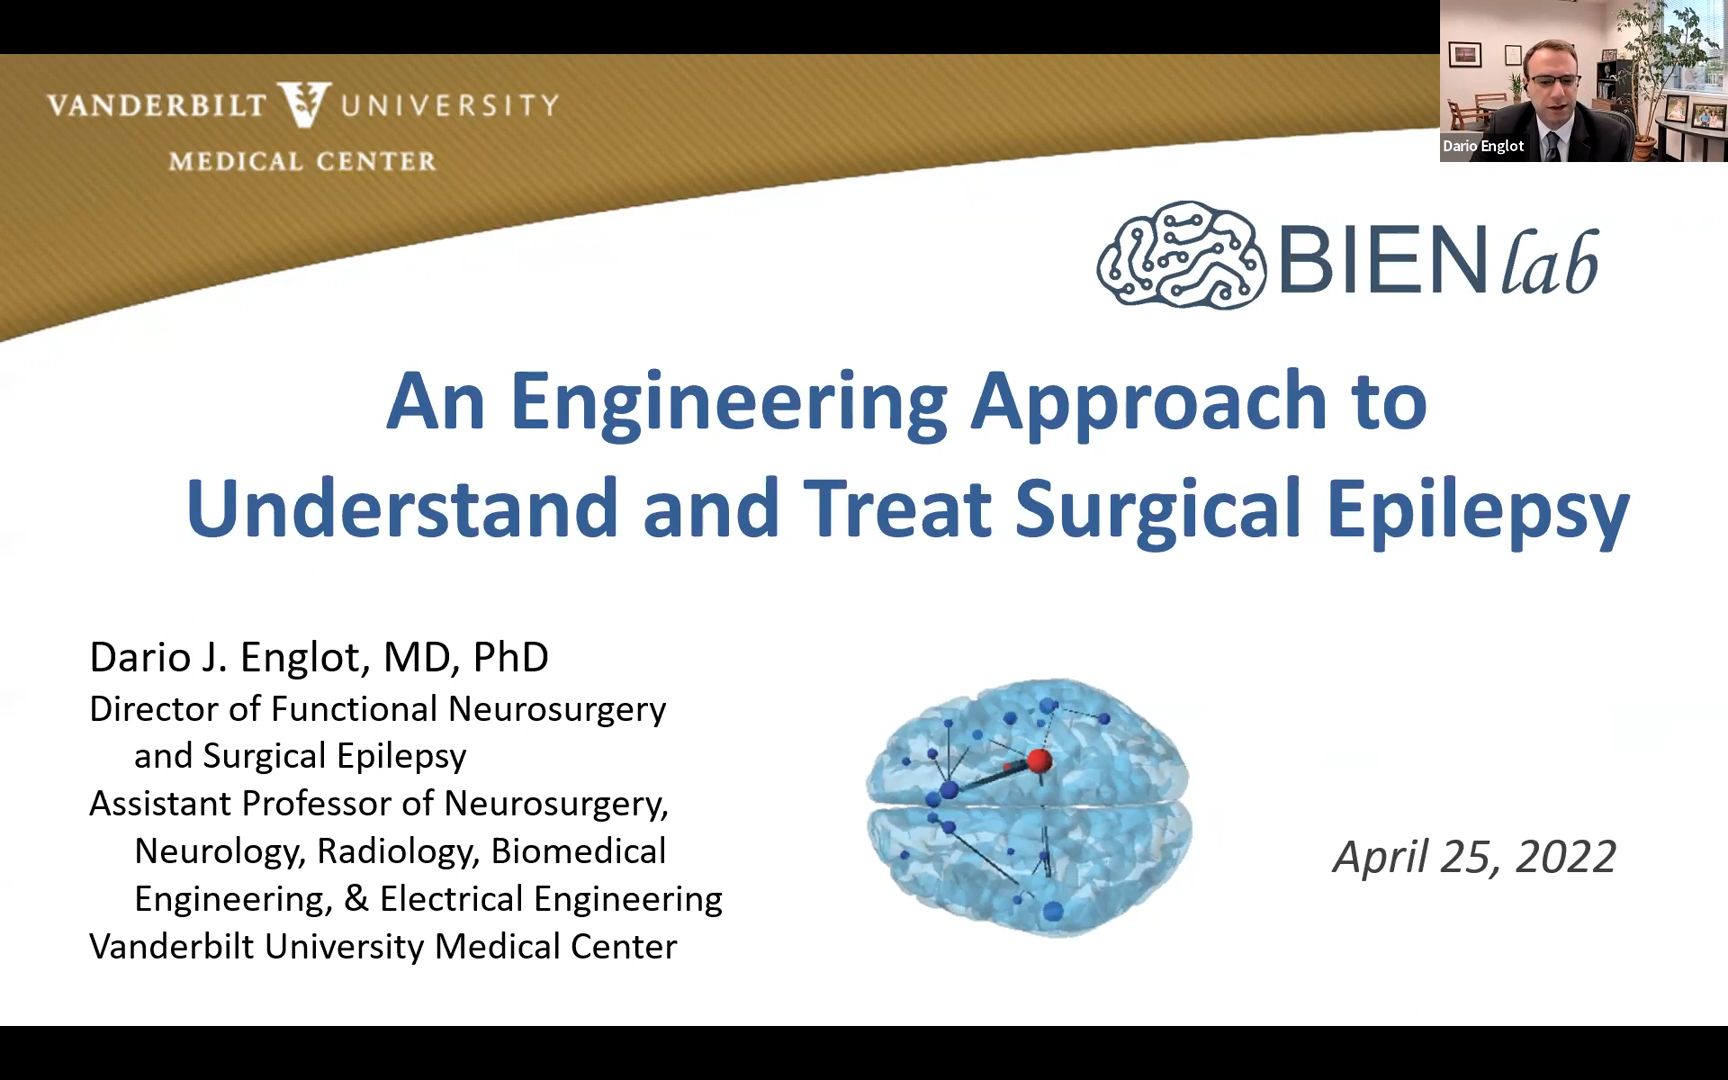 VANDERBILT UNIVERSITY
MEDICAL CENTER
Dario Englot
BIEN lab
An Engineering Approach to
Understand and Treat Surgical Epilepsy
Dario J. Englot, MD, PhD
Director of Functional Neurosurgery
and Surgical Epilepsy
Assistant Professor of Neurosurgery,
Neurology, Radiology, Biomedical
Engineering, & Electrical Engineering
Vanderbilt University Medical Center
April 25, 2022